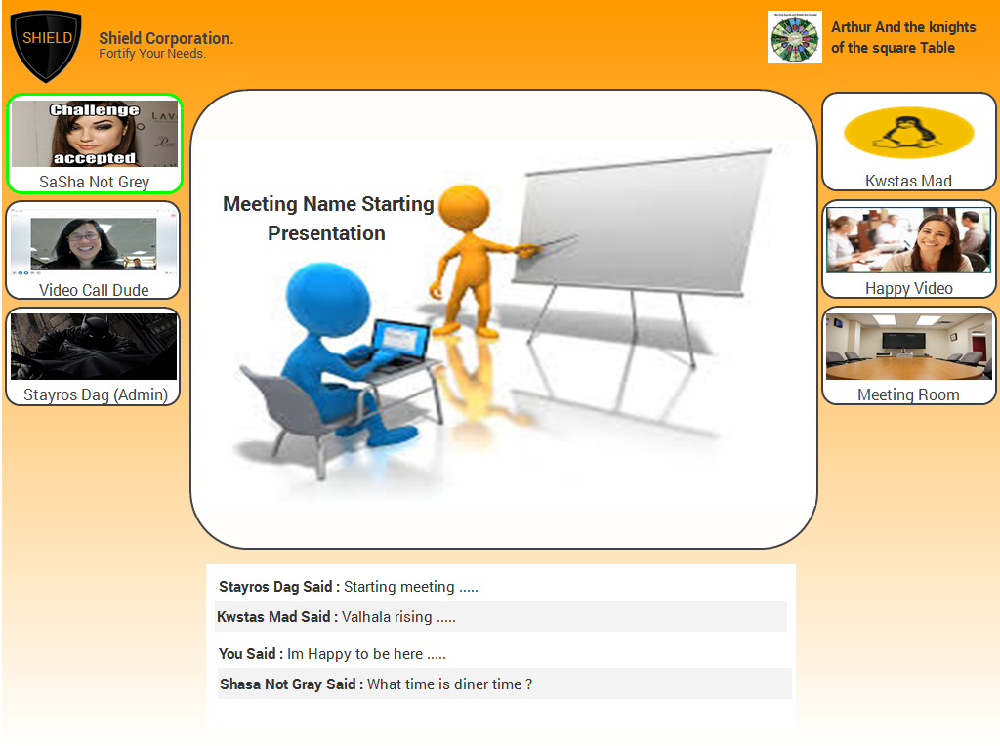 SHIELD
Shield Corporation.
Fortify Your Needs.
Arthur And the knights
of the square Table
Challenge
accepted
SaSha Not Grey
Video Call Dude
Stayros Dag (Admin)
Meeting Name Starting
Presentation
Kwstas Mad
Happy Video
Meeting Room
Stayros Dag Said : Starting meeting .....
Kwstas Mad Said : Valhala rising .....
You Said : Im Happy to be here .....
Shasa Not Gray Said : What time is diner time ?